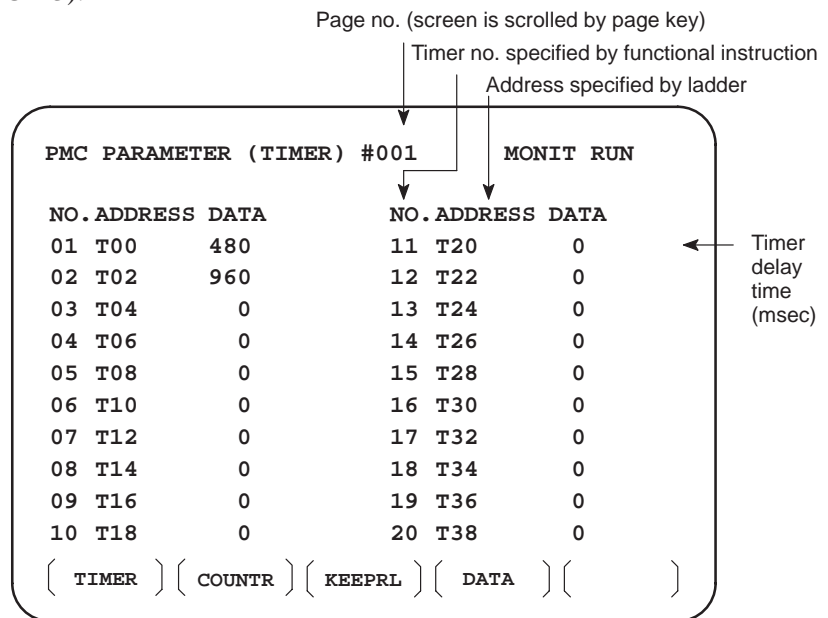 Page no. (screen is scrolled by page key)
Timer no. specified by functional instruction
Address specified by ladder
PMC PARAMETER (TIMER) #001 MONIT RUN
NO. ADDRESS DATA NO. ADDRESS DATA
01 T00 480 11 T20 0
02 T02 960 12 T22 0
03 T04 0 13 T24 0
04 T06 0 14 T26 0
05 T08 0 15 T28 0
06 T10 0 16 T30 0
07 T12 0 17 T32 0
08 T14 0 18 T34 0
09 T16 0 19 T36 0
10 T18 0 20 T38 0
Timer
delay
time
(msec)
TIMER COUNTR KEEPRL DATA